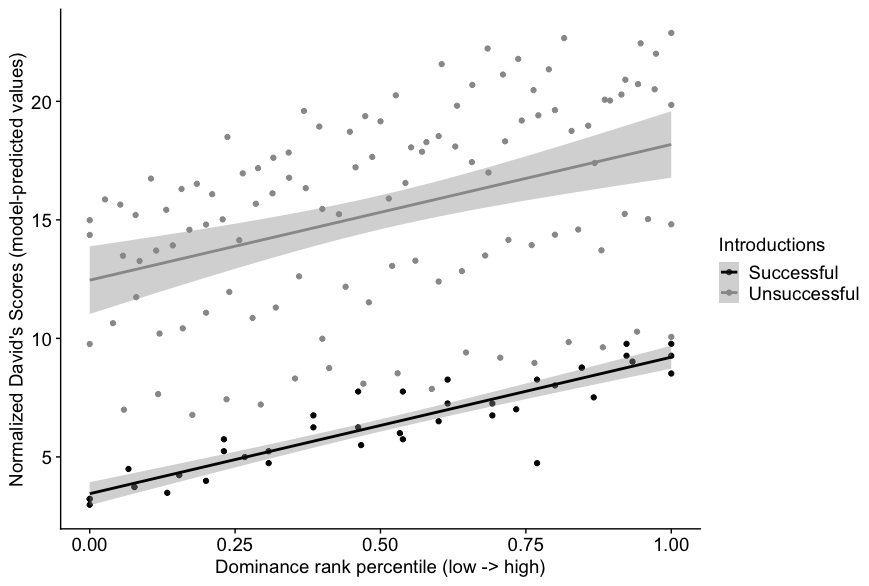 Normalized David's Scores (model-predicted values)
20
15
10
5
0.00 0.25 0.50 0.75 1.00
Dominance rank percentile (low -> high)
Introductions
Successful
Unsuccessful